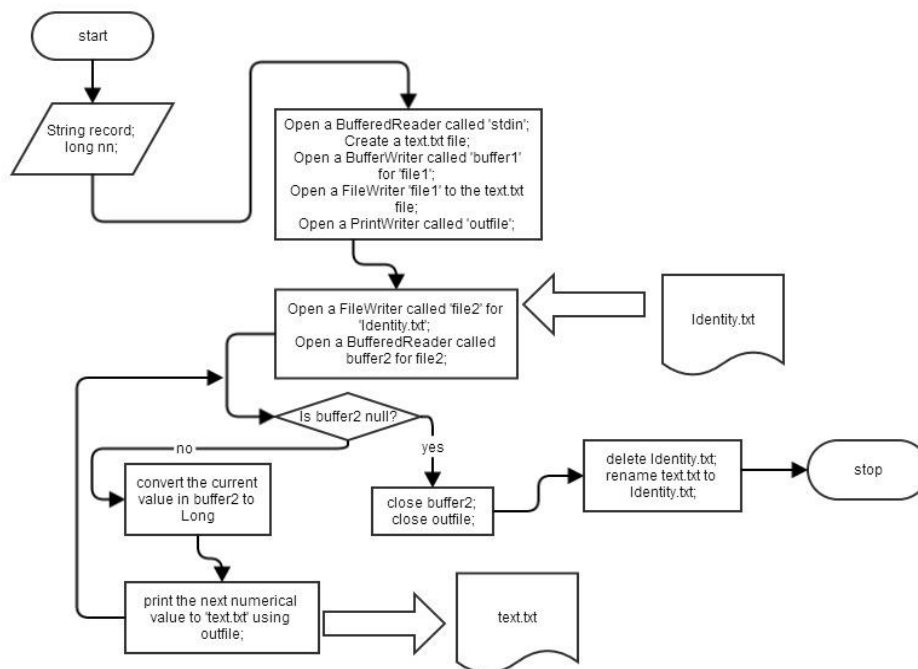 start
String record;
long nn;
Open a BufferedReader called 'stdin';
Create a text.txt file;
Open a BufferWriter called 'buffer1'
for 'file1';
Open a FileWriter 'file1' to the text.txt
file;
Open a PrintWriter called 'outfile';
Open a FileWriter called 'file2' for
'Identity.txt';
Open a BufferedReader called
buffer2 for file2;
Identity.txt
Is buffer2 null?
no
yes
convert the current
value in buffer2 to
Long
close buffer2;
close outfile;
delete Identity.txt;
rename text.txt to
Identity.txt;
stop
print the next numerical
value to 'text.txt' using
outfile;
text.txt